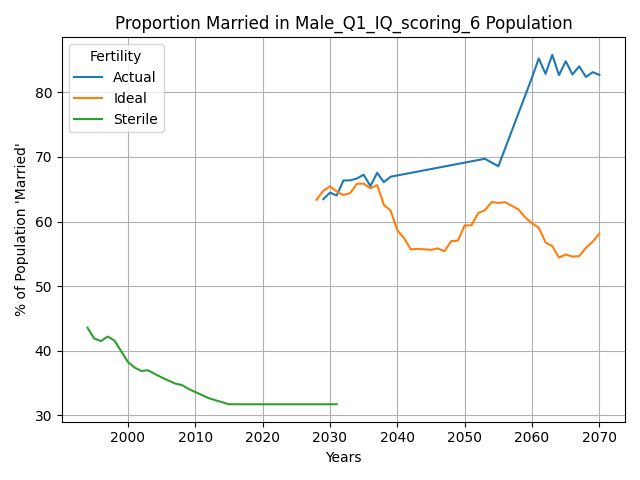 Proportion Married in Male_Q1_IQ_scoring_6 Population
Fertility
Actual
Ideal
Sterile
% of Population 'Married'
80
70
60
50
40
30
2000
2010
2020
2030
2040
2050
2060
2070
Years